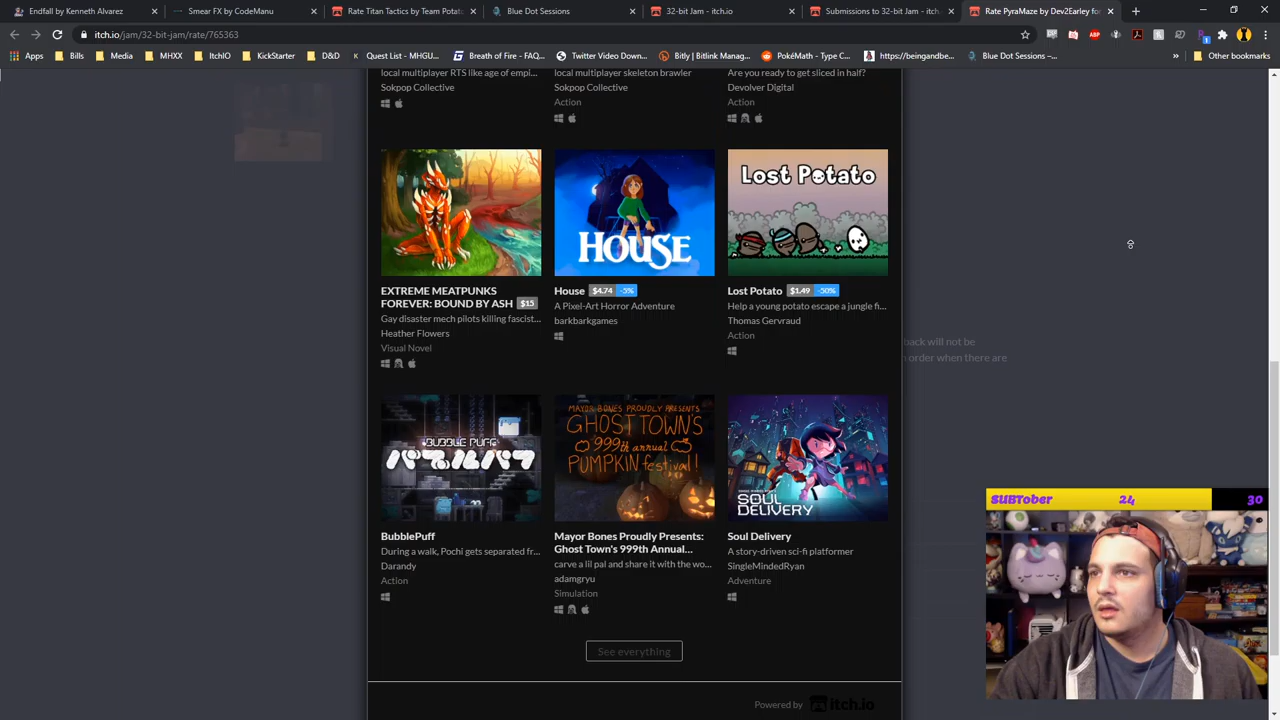 Endfall by Kenneth Alvarez
Smear FX by CodeManu
Rate Titan Tactics by Team Potat
Blue Dot Sessions
32-bit Jam - itch.io
Submissions to 32-bit Jam - itch.i
Rate PyraMaze by Dev2Earley for
itch.io/jam/32-bit-jam/rate/765363
Apps
Bills
Media
MHXX
ItchIO
KickStarter
D&D
Quest List - MHGU...
Breath of Fire - FAQ...
Twitter Video Down...
Bitly | Bitlink Manag...
PokéMath - Type C...
https://beingandbe...
Blue Dot Sessions –...
Other bookmarks
local multiplayer RTS like age of empi...
Sokpop Collective
local multiplayer skeleton brawler
Sokpop Collective
Action
Are you ready to get sliced in half?
Devolver Digital
Action
HOUSE
Lost Potato
EXTREME MEATPUNKS
FOREVER: BOUND BY ASH $15
Gay disaster mech pilots killing fascist...
Heather Flowers
Visual Novel
House $4.74 -5%
A Pixel-Art Horror Adventure
barkbarkgames
Lost Potato $1.49 -50%
Help a young potato escape a jungle fi...
Thomas Gervraud
Action
back will not be
order when there are
BUBBLE PUFF
バブルパフ
MAYOR BONES PROUDLY PRESENTS
GHOST TOWN'S
999th annual
PUMPKIN festival!
SOUL
DELIVERY
BubblePuff
During a walk, Pochi gets separated fr...
Darandy
Action
Mayor Bones Proudly Presents:
Ghost Town's 999th Annual...
carve a lil pal and share it with the wo...
adamgryu
Simulation
Soul Delivery
A story-driven sci-fi platformer
SingleMindedRyan
Adventure
See everything
Powered by itch.io
SUBTober 24 30